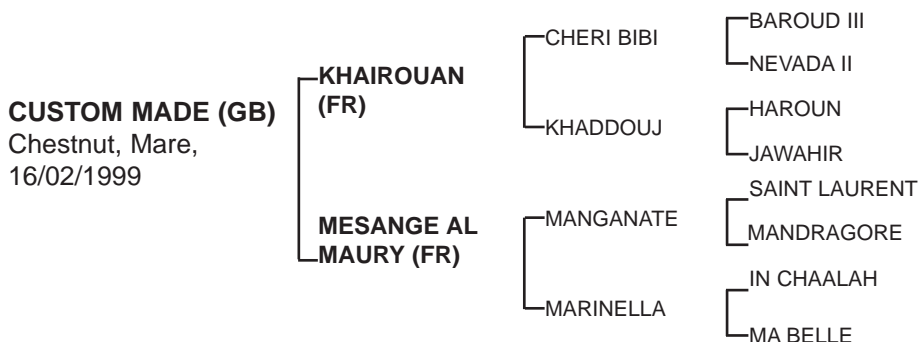 CUSTOM MADE (GB)
Chestnut, Mare,
16/02/1999
KHAIROUAN
(FR)
MESANGE AL
MAURY (FR)
CHERI BIBI
KHADDOUJ
MANGANATE
MARINELLA
BAROUD III
NEVADA II
HAROUN
JAWAHIR
SAINT LAURENT
MANDRAGORE
IN CHAALAH
MA BELLE